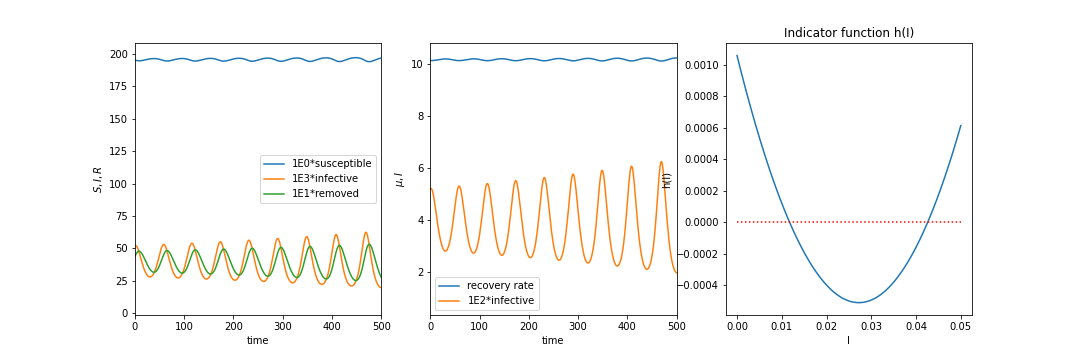 Indicator function h(I)
200
175
150
125
100
75
50
25
0
S, I, R
1E0*susceptible
1E3*infective
1E1*removed
0 100 200 300 400 500
time
10
8
6
4
2
μ, I
recovery rate
1E2*infective
0 100 200 300 400 500
time
0.0010
0.0008
0.0006
0.0004
0.0002
0.0000
−0.0002
−0.0004
h(I)
0.00 0.01 0.02 0.03 0.04 0.05
I